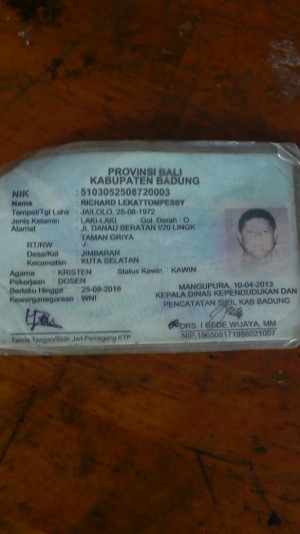 PROVINSI BALI
KABUPATEN BADUNG
NIK : 5103052508720003
Nama : RICHARD LEKATTOMPESSY
Tempat/Tgl Lahir : JAILOLO, 25-08-1972
Jenis Kelamin : LAKI-LAKI Gol. Darah : O
Alamat : JL DANAU BERATAN I/20 LINGK
TAMAN GRIYA
RT/RW : -/-
Desa/Kel : JIMBARAN
Kecamatan : KUTA SELATAN
Agama : KRISTEN Status Kawin : KAWIN
Pekerjaan : DOSEN
Berlaku Hingga : 25-08-2016
Kewarganegaraan : WNI
MANGUPURA, 10-04-2013
KEPALA DINAS KEPENDUDUKAN DAN
PENCATATAN SIPIL KAB BADUNG
DRS. I GEDE WIJAYA, MM
NIP.196508171986021007
Tanda Tangan/Sidik Jari Pemegang KTP